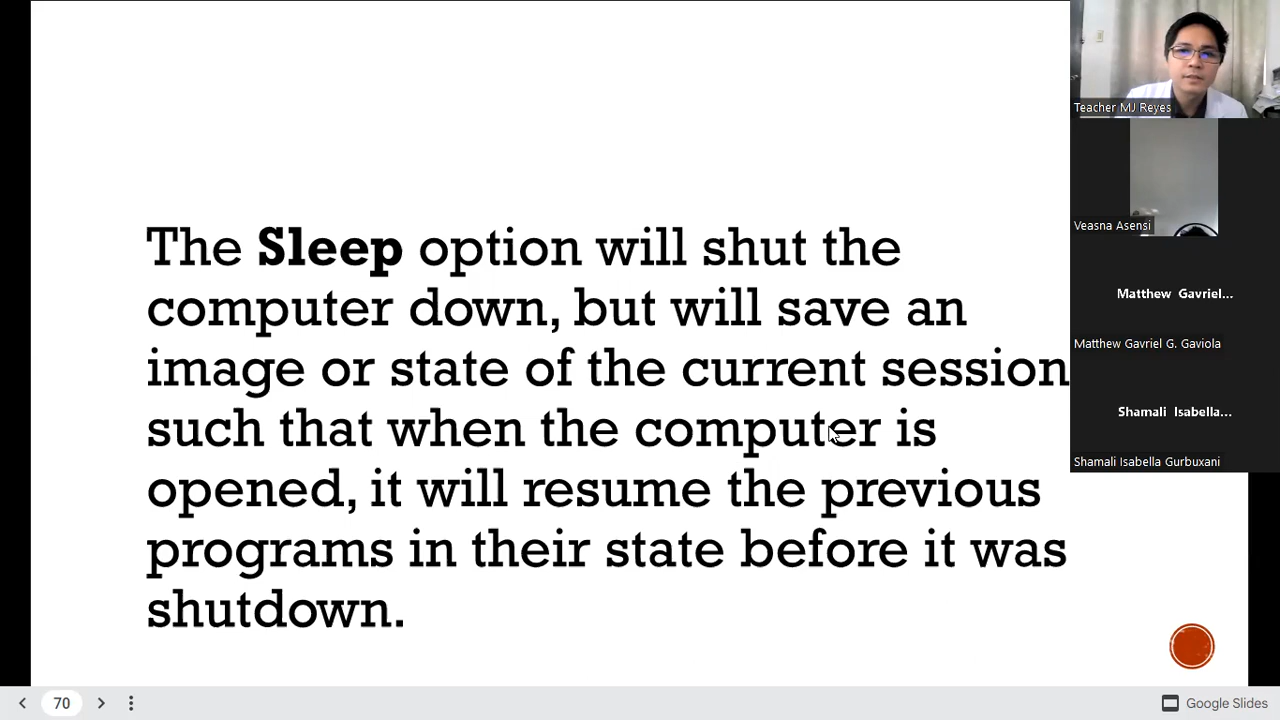 The Sleep option will shut the
computer down, but will save an
image or state of the current session
such that when the computer is
opened, it will resume the previous
programs in their state before it was
shutdown.
Teacher MJ Reyes
Veasna Asensi
Matthew Gavriel...
Matthew Gavriel G. Gaviola
Shamali Isabella...
Shamali Isabella Gurbuxani
70
Google Slides